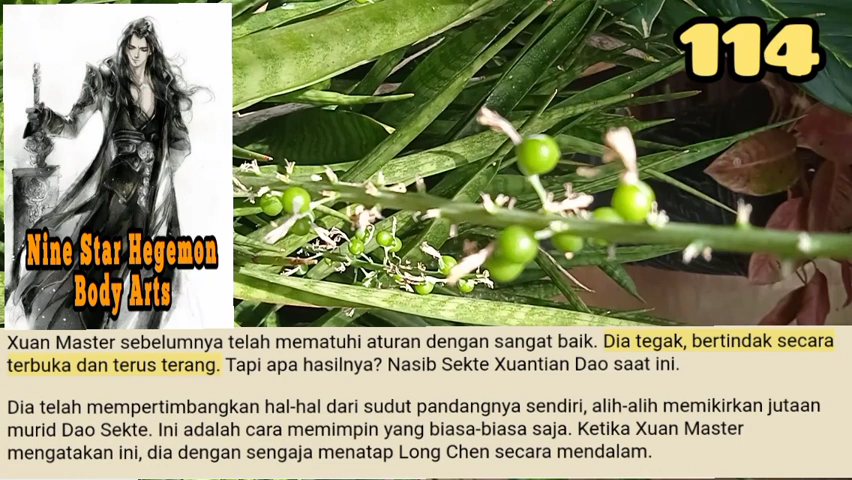 114
Nine Star Hegemon
Body Arts
Xuan Master sebelumnya telah mematuhi aturan dengan sangat baik. Dia tegak, bertindak secara
terbuka dan terus terang. Tapi apa hasilnya? Nasib Sekte Xuantian Dao saat ini.
Dia telah mempertimbangkan hal-hal dari sudut pandangnya sendiri, alih-alih memikirkan jutaan
murid Dao Sekte. Ini adalah cara memimpin yang biasa-biasa saja. Ketika Xuan Master
mengatakan ini, dia dengan sengaja menatap Long Chen secara mendalam.